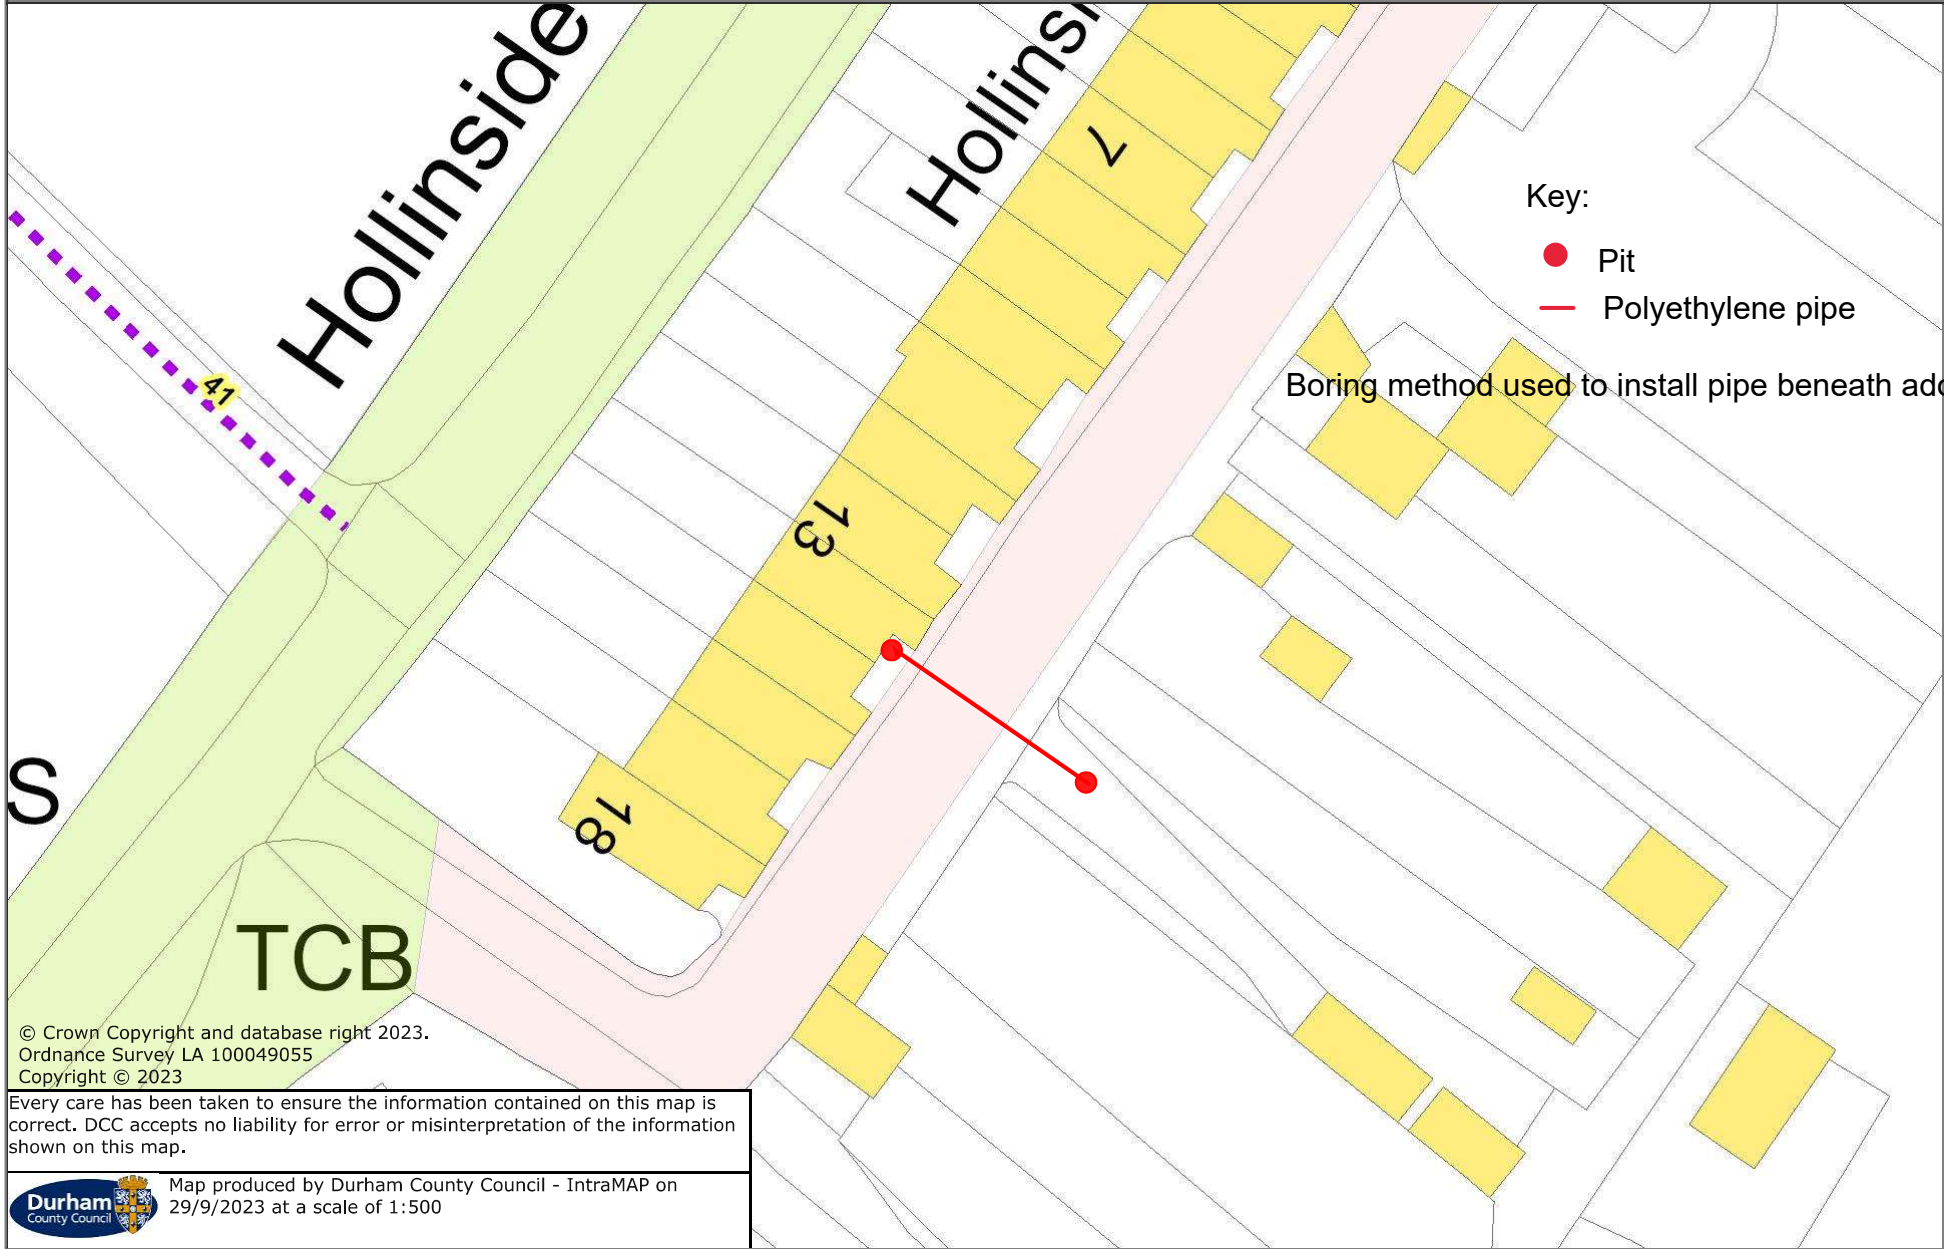 Hollinside
Hollinsi
7
Key:
Pit
Polyethylene pipe
Boring method used to install pipe beneath
41
13
18
S
TCB
© Crown Copyright and database right 2023.
Ordnance Survey LA 100049055
Copyright © 2023
Every care has been taken to ensure the information contained on this map is
correct. DCC accepts no liability for error or misinterpretation of the information
shown on this map.
Durham
County Council
Map produced by Durham County Council - IntraMAP on
29/9/2023 at a scale of 1:500